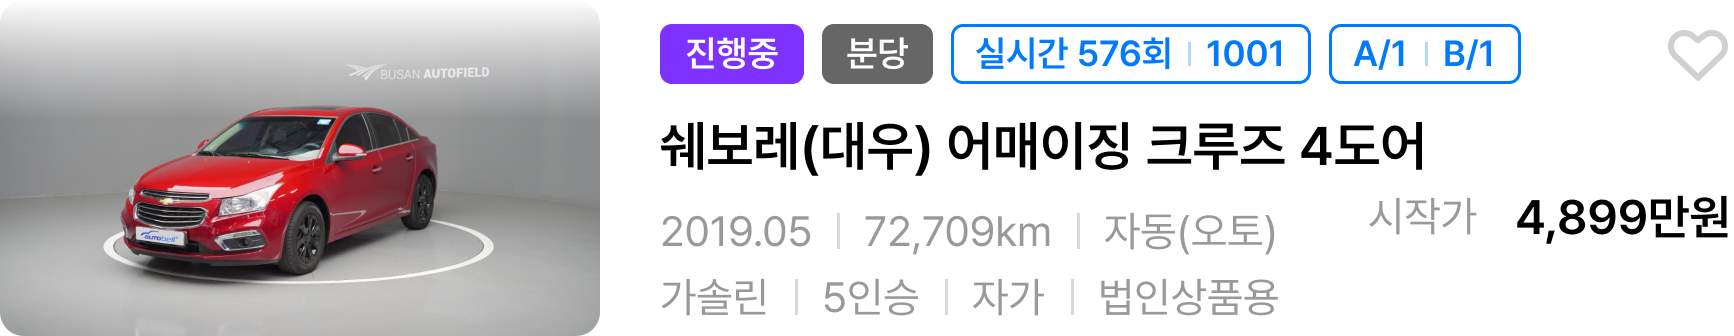 BUSAN AUTOFIELD
autobell
진행중
분당
실시간 576회 | 1001
A/1 | B/1
쉐보레(대우) 어매이징 크루즈 4도어
2019.05 | 72,709km | 자동(오토)
시작가 4,899만원
가솔린 | 5인승 | 자가 | 법인상품용